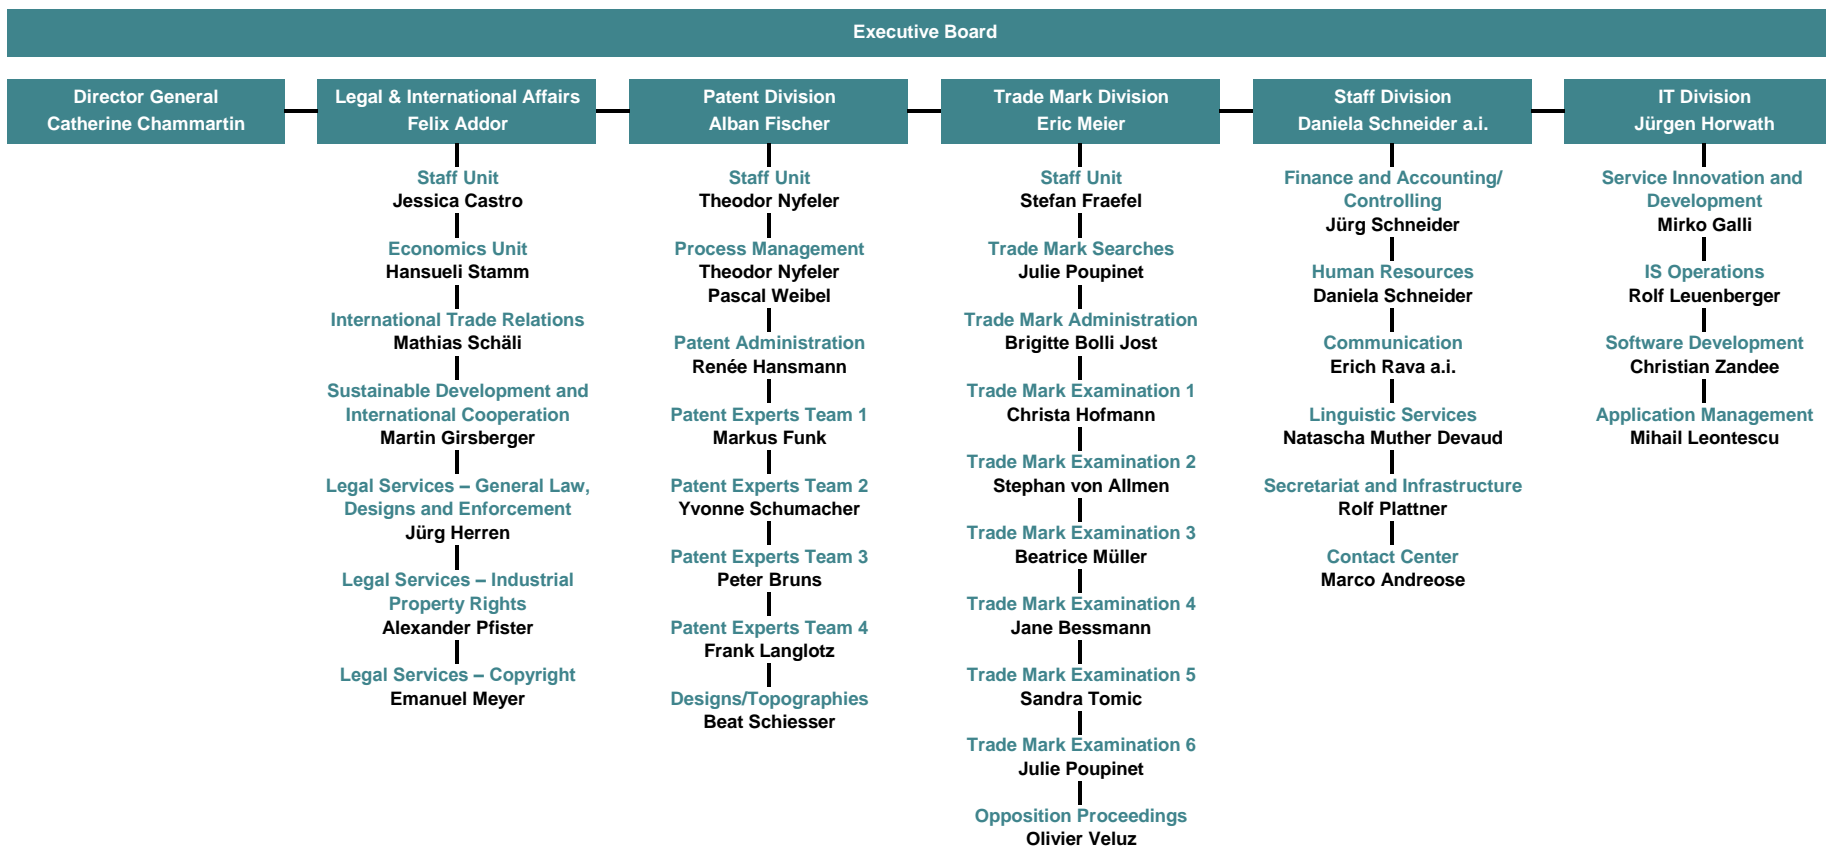 Executive Board
Director General
Catherine Chammartin
Legal & International Affairs
Felix Addor
Staff Unit
Jessica Castro
Economics Unit
Hansueli Stamm
International Trade Relations
Mathias Schäli
Sustainable Development and
International Cooperation
Martin Girsberger
Legal Services – General Law,
Designs and Enforcement
Jürg Herren
Legal Services – Industrial
Property Rights
Alexander Pfister
Legal Services – Copyright
Emanuel Meyer
Patent Division
Alban Fischer
Staff Unit
Theodor Nyfeler
Process Management
Theodor Nyfeler
Pascal Weibel
Patent Administration
Renée Hansmann
Patent Experts Team 1
Markus Funk
Patent Experts Team 2
Yvonne Schumacher
Patent Experts Team 3
Peter Bruns
Patent Experts Team 4
Frank Langlotz
Designs/Topographies
Beat Schiesser
Trade Mark Division
Eric Meier
Staff Unit
Stefan Fraefel
Trade Mark Searches
Julie Poupinet
Trade Mark Administration
Brigitte Bolli Jost
Trade Mark Examination 1
Christa Hofmann
Trade Mark Examination 2
Stephan von Allmen
Trade Mark Examination 3
Beatrice Müller
Trade Mark Examination 4
Jane Bessmann
Trade Mark Examination 5
Sandra Tomic
Trade Mark Examination 6
Julie Poupinet
Opposition Proceedings
Olivier Veluz
Staff Division
Daniela Schneider a.i.
Finance and Accounting/
Controlling
Jürg Schneider
Human Resources
Daniela Schneider
Communication
Erich Rava a.i.
Linguistic Services
Natascha Muther Devaud
Secretariat and Infrastructure
Rolf Plattner
Contact Center
Marco Andreose
IT Division
Jürgen Horwath
Service Innovation and
Development
Mirko Galli
IS Operations
Rolf Leuenberger
Software Development
Christian Zandee
Application Management
Mihail Leontescu